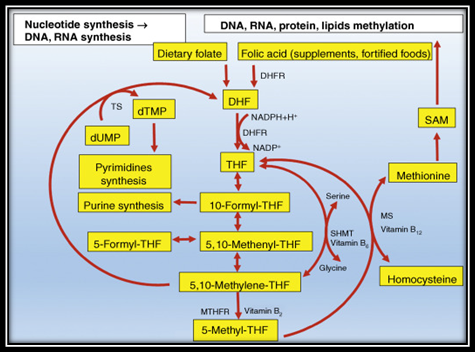 Nucleotide synthesis →
DNA, RNA synthesis
DNA, RNA, protein, lipids methylation
Dietary folate
Folic acid (supplements, fortified foods)
DHFR
TS
dTMP
DHF
dUMP
NADPH+H⁺
DHFR
NADP⁺
SAM
THF
Pyrimidines
synthesis
Methionine
Purine synthesis
10-Formyl-THF
Serine
MS
Vitamin B₁₂
SHMT
Vitamin B₆
5-Formyl-THF
5,10-Methenyl-THF
Glycine
Homocysteine
5,10-Methylene-THF
MTHFR
Vitamin B₂
5-Methyl-THF